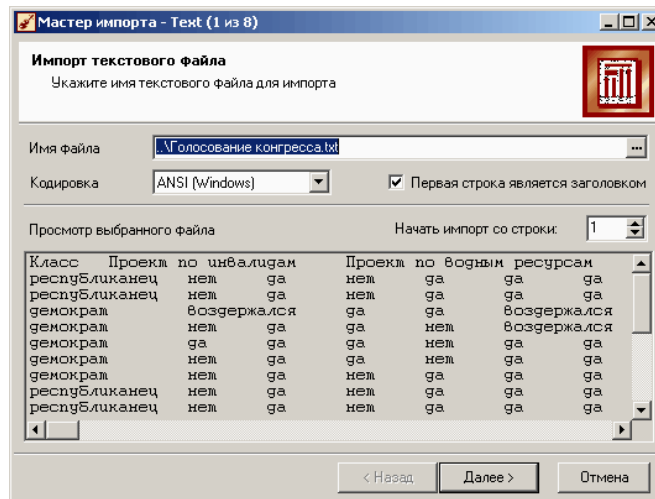 Мастер импорта - Text (1 из 8)
Импорт текстового файла
Укажите имя текстового файла для импорта
Имя файла ..\Голосование конгресса.txt ...
Кодировка ANSI (Windows) Первая строка является заголовком
Просмотр выбранного файла Начать импорт со строки: 1
Класс Проект по инвалидам Проект по водным ресурсам
республиканец нет да нет да да да
республиканец нет да нет да да да
демократ воздержался да да воздержался
демократ нет да да нет воздержался
демократ да да да нет да да
демократ нет да да нет да да
демократ нет да нет да да да
республиканец нет да нет да да да
республиканец нет да нет да да да
< Назад Далее > Отмена